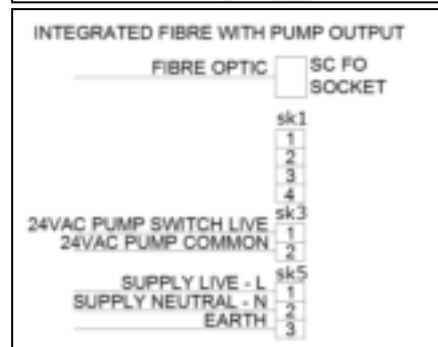 INTEGRATED FIBRE WITH PUMP OUTPUT
FIBRE OPTIC SC FO
SOCKET
sk1
1
2
3
4
sk3
24VAC PUMP SWITCH LIVE 1
24VAC PUMP COMMON 2
sk5
SUPPLY LIVE - L 1
SUPPLY NEUTRAL - N 2
EARTH 3